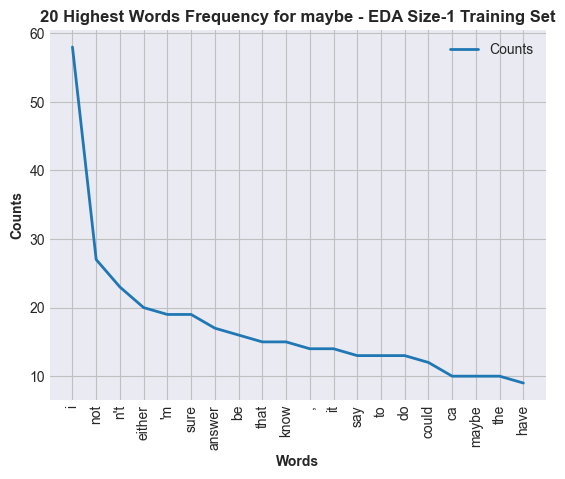 20 Highest Words Frequency for maybe - EDA Size-1 Training Set
Counts
60
50
40
30
20
10
Counts
i
not
n't
either
'm
sure
answer
be
that
know
,
it
say
to
do
could
ca
maybe
the
have
Words